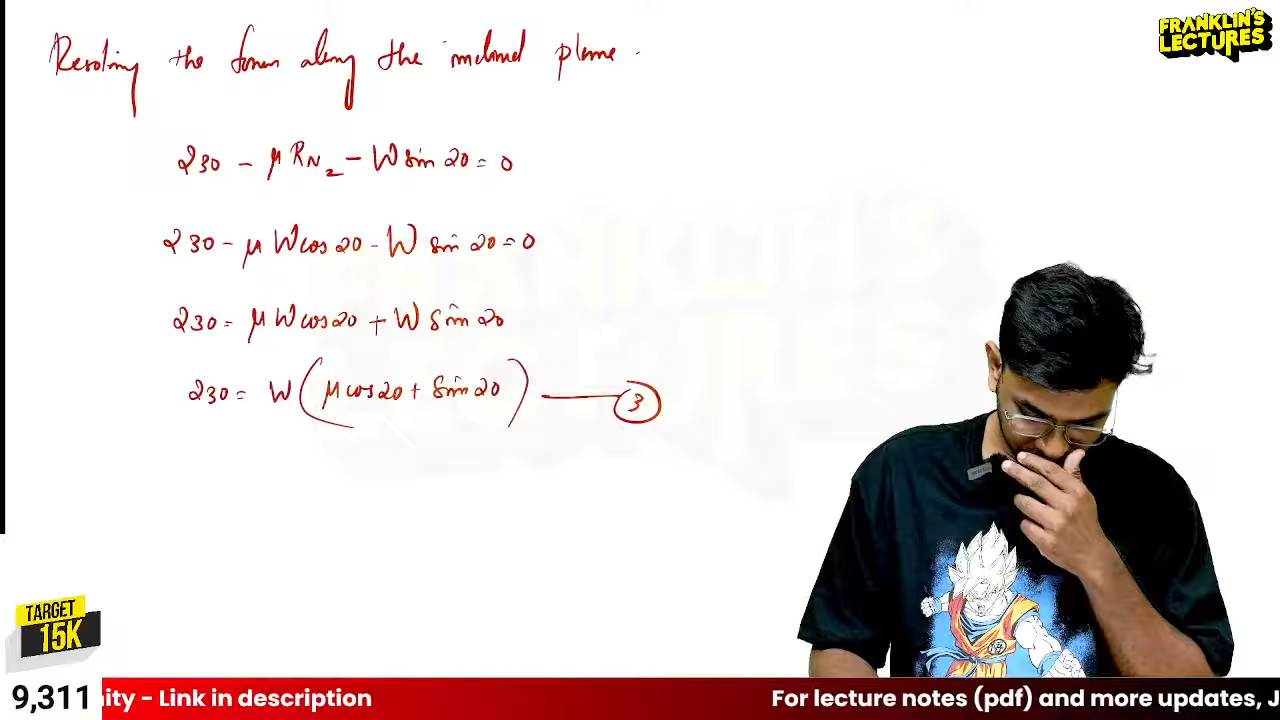 Resolving the forces along the inclined plane.
230 - μ R_N₂ - W sin 20 = 0
230 - μ W cos 20 - W sin 20 = 0
230 = μ W cos 20 + W sin 20
230 = W (μ cos 20 + sin 20) — 3
FRANKLIN'S
LECTURES
TARGET
15K
9,311
nity - Link in description
For lecture notes (pdf) and more updates, J